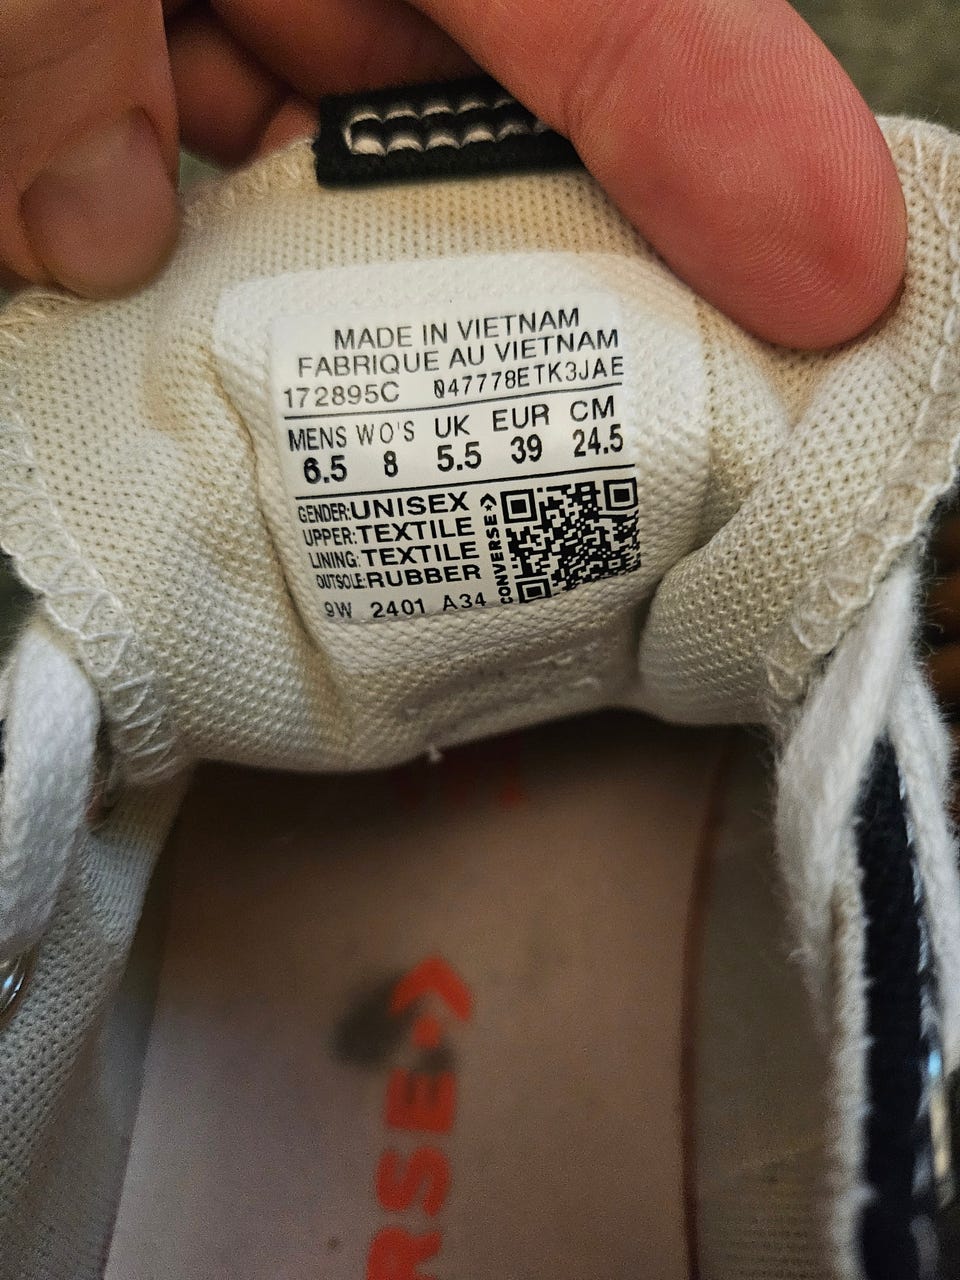 MADE IN VIETNAM
FABRIQUE AU VIETNAM
172895C 047778ETK3JAE
MENS WO'S UK EUR CM
6.5 8 5.5 39 24.5
GENDER:UNISEX
UPPER:TEXTILE
LINING:TEXTILE
OUTSOLE:RUBBER
9W 2401 A34
CONVERSE
ERSE